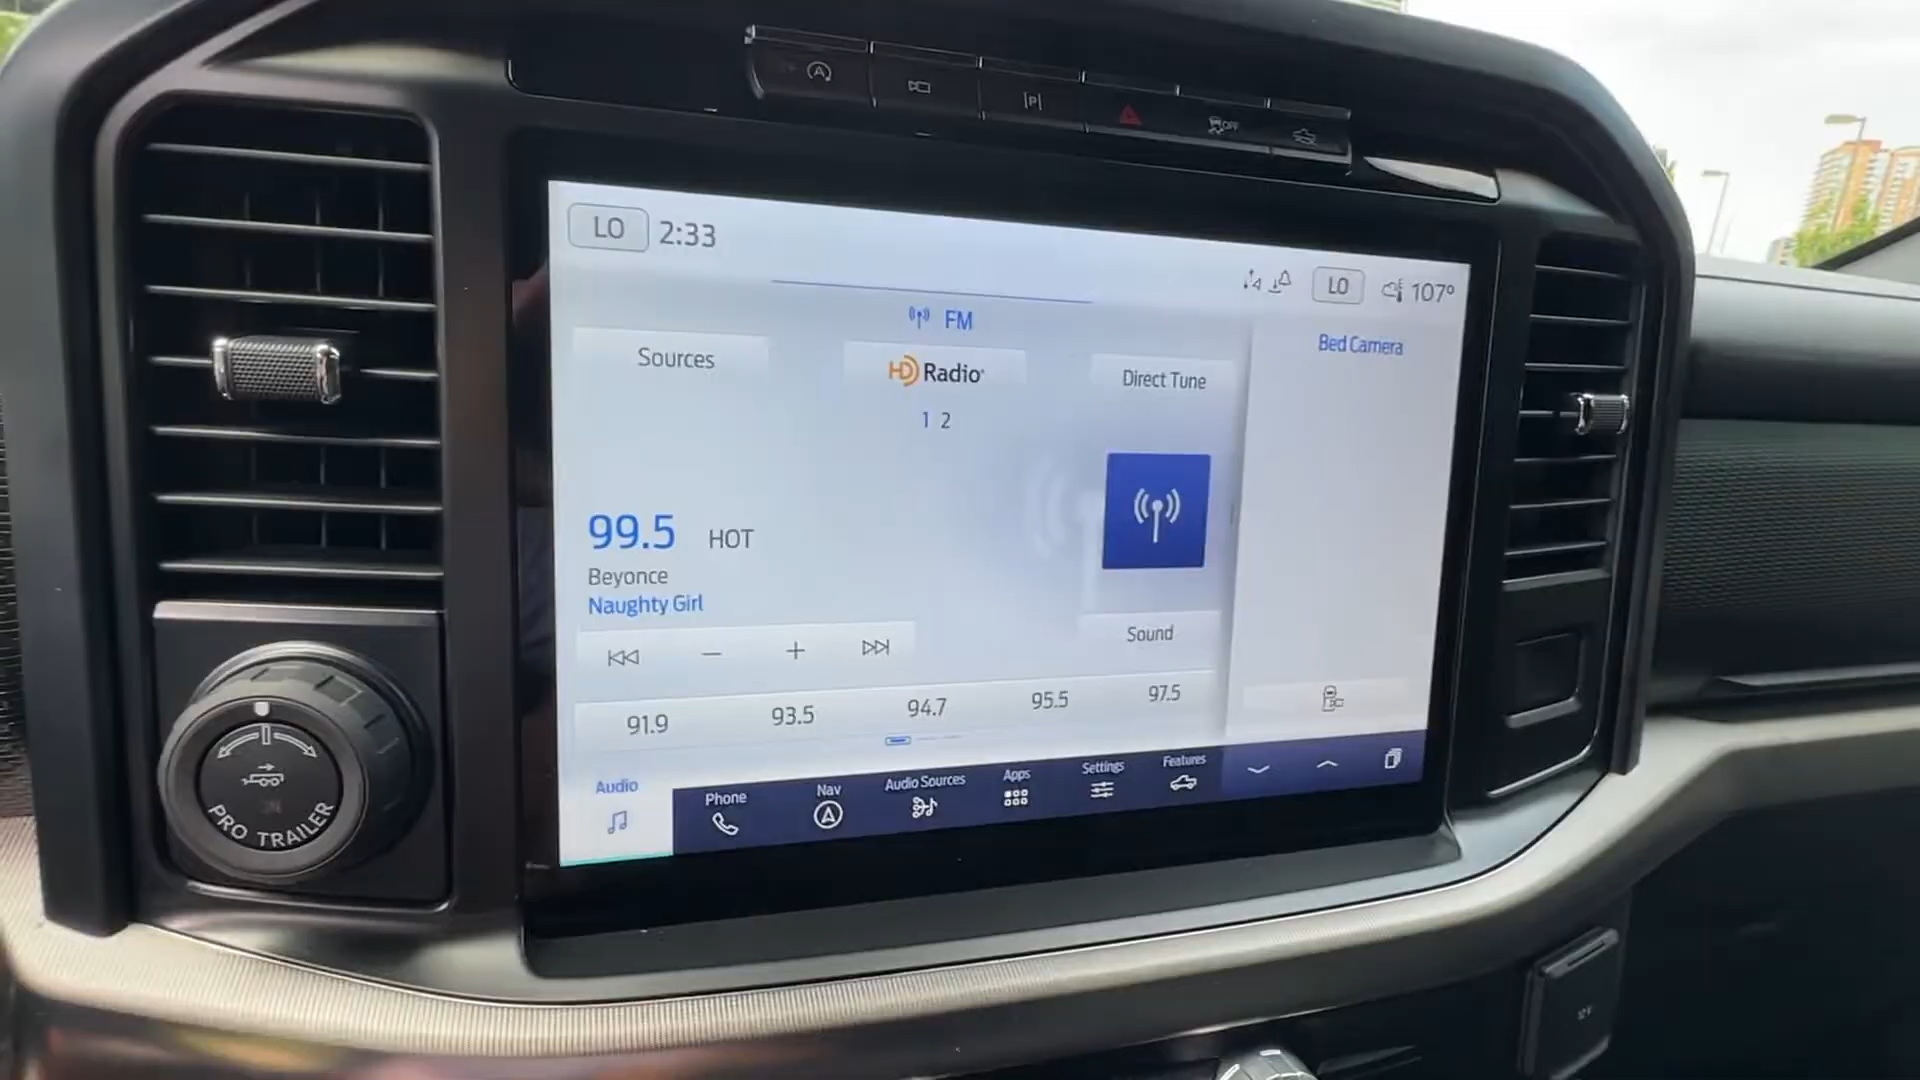 A
P
OFF
LO 2:33
LO 107°
FM
Bed Camera
Sources
HD Radio
Direct Tune
1 2
99.5 HOT
Beyonce
Naughty Girl
Sound
91.9 93.5 94.7 95.5 97.5
Audio Phone Nav Audio Sources Apps Settings Features
PRO TRAILER